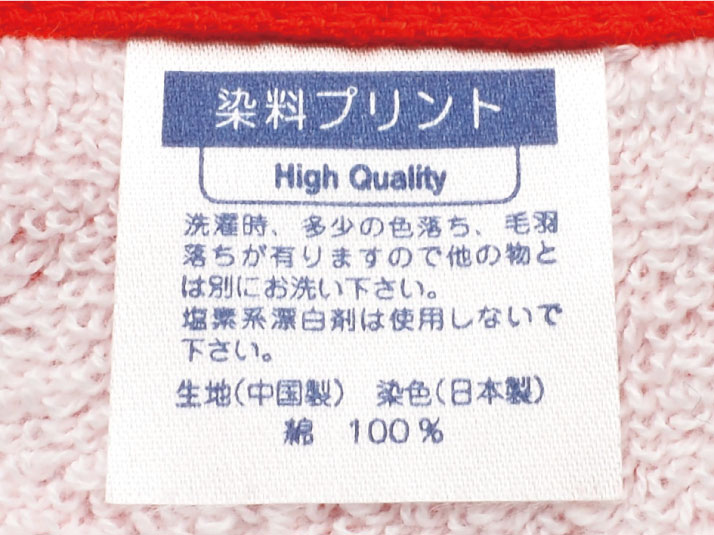 染料プリント
High Quality
洗濯時、多少の色落ち、毛羽
落ちが有りますので他の物と
は別にお洗い下さい。
塩素系漂白剤は使用しないで
下さい。
生地(中国製) 染色(日本製)
綿 100%